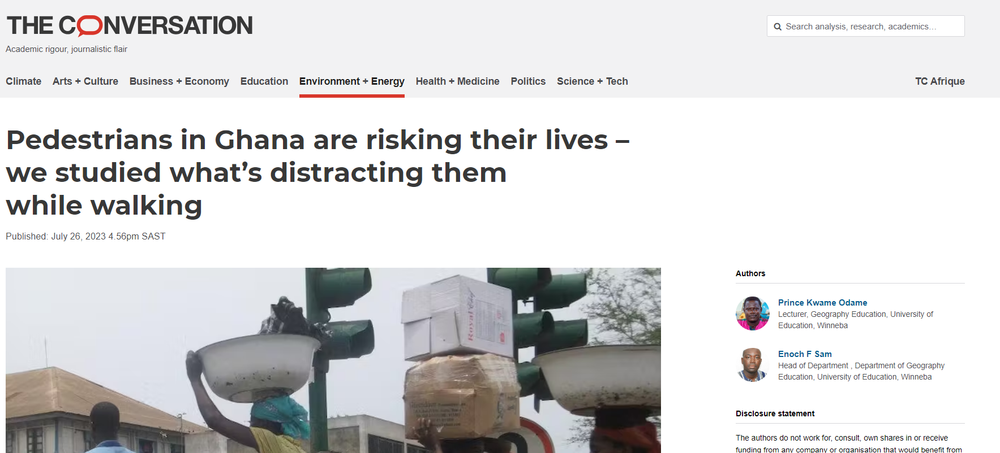 THE CONVERSATION
Academic rigour, journalistic flair
Search analysis, research, academics...
Climate
Arts + Culture
Business + Economy
Education
Environment + Energy
Health + Medicine
Politics
Science + Tech
TC Afrique
Pedestrians in Ghana are risking their lives –
we studied what’s distracting them
while walking
Published: July 26, 2023 4.56pm SAST
Royal
Authors
Prince Kwame Odame
Lecturer, Geography Education, University of
Education, Winneba
Enoch F Sam
Head of Department , Department of Geography
Education, University of Education, Winneba
Disclosure statement
The authors do not work for, consult, own shares in or receive
funding from any company or organisation that would benefit from